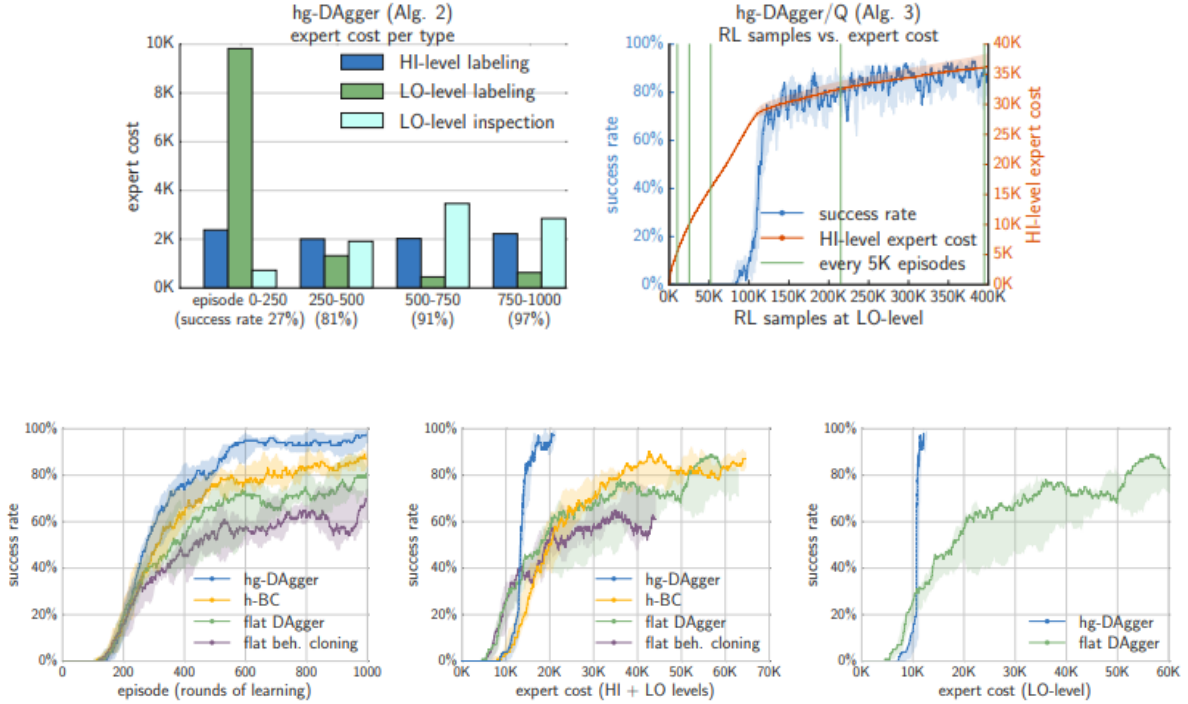 hg-DAgger (Alg. 2)
expert cost per type
10K
8K
6K
4K
2K
0K
expert cost
HI-level labeling
LO-level labeling
LO-level inspection
episode 0-250
(success rate 27%)
250-500
(81%)
500-750
(91%)
750-1000
(97%)
hg-DAgger/Q (Alg. 3)
RL samples vs. expert cost
100%
80%
60%
40%
20%
0%
success rate
40K
35K
30K
25K
20K
15K
10K
5K
0K
HI-level expert cost
success rate
HI-level expert cost
every 5K episodes
0K 50K 100K 150K 200K 250K 300K 350K 400K
RL samples at LO-level
100%
80%
60%
40%
20%
0%
success rate
hg-DAgger
h-BC
flat DAgger
flat beh. cloning
0 200 400 600 800 1000
episode (rounds of learning)
100%
80%
60%
40%
20%
0%
success rate
hg-DAgger
h-BC
flat DAgger
flat beh. cloning
0K 10K 20K 30K 40K 50K 60K 70K
expert cost (HI + LO levels)
100%
80%
60%
40%
20%
0%
success rate
hg-DAgger
flat DAgger
0K 10K 20K 30K 40K 50K 60K
expert cost (LO-level)